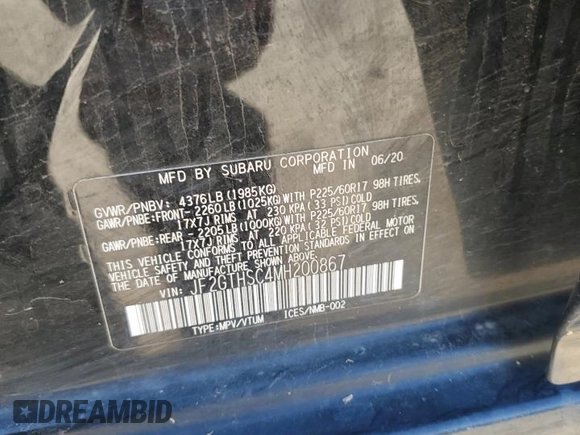 MFD BY SUBARU CORPORATION
MFD IN 06/20
GVWR/PNBV: 4376LB(1985KG)
GAWR/PNBE:FRONT-2260LB(1025KG)WITH P225/60R17 98H TIRES,
17X7J RIMS AT 230 KPA(33 PSI)COLD
GAWR/PNBE:REAR -2205LB(1000KG)WITH P225/60R17 98H TIRES,
17X7J RIMS AT 220 KPA(32 PSI)COLD
THIS VEHICLE CONFORMS TO ALL APPLICABLE FEDERAL MOTOR
VEHICLE SAFETY AND THEFT PREVENTION STANDARDS IN
EFFECT ON THE DATE OF MANUFACTURE SHOWN ABOVE.
VIN: JF2GTHSC4MH200867
TYPE:MPV/VTUM ICES/NMB-002
DREAMBID